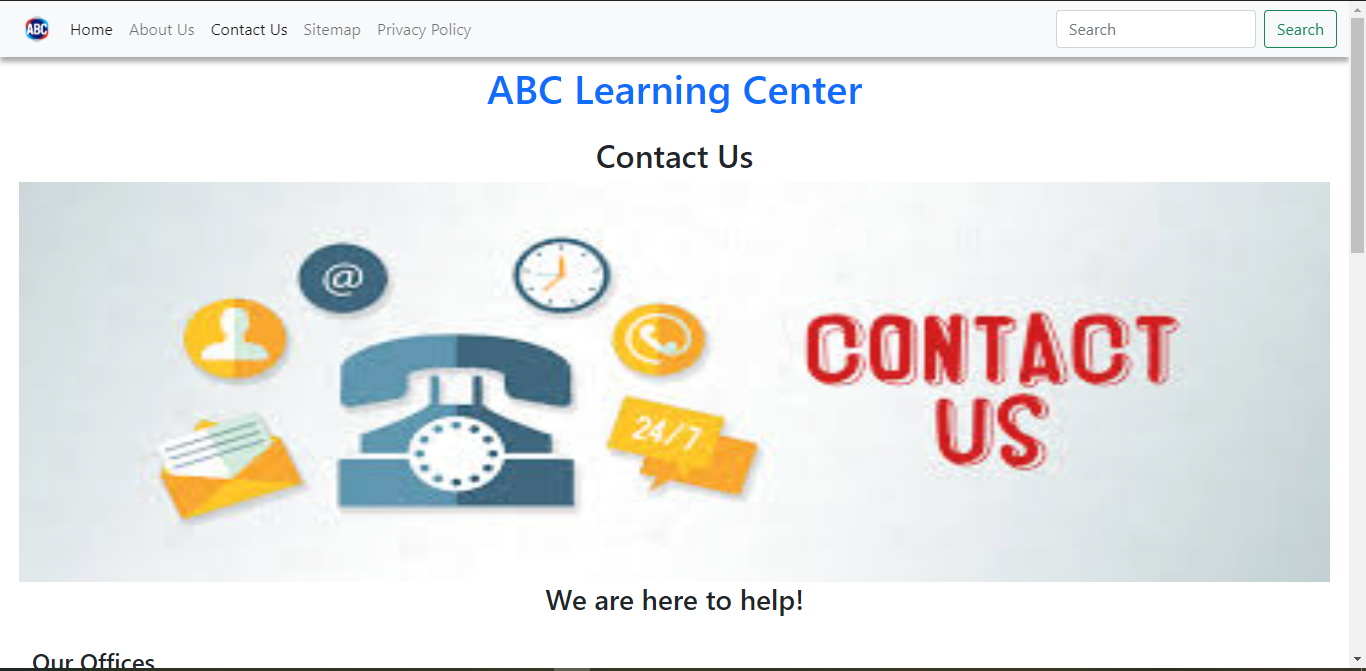 ABC Home About Us Contact Us Sitemap Privacy Policy Search Search
ABC Learning Center
Contact Us
@
24/7
CONTACT
US
We are here to help!
Our Offices